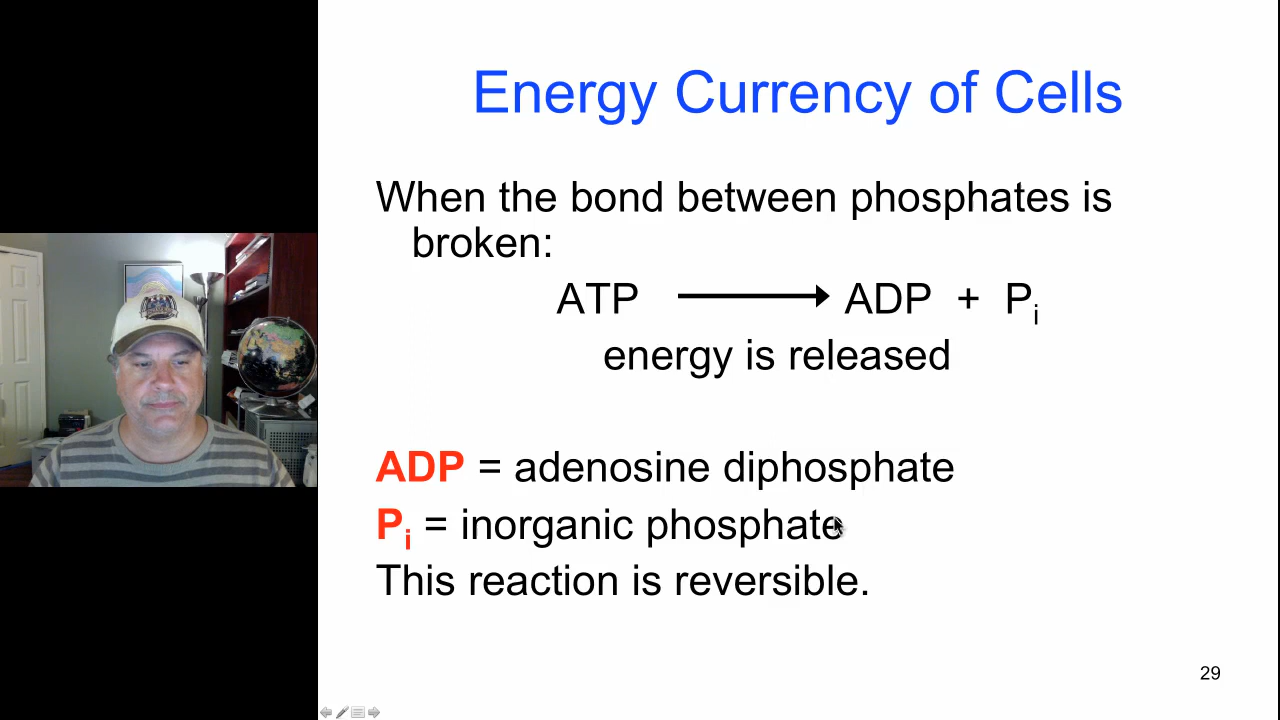 Energy Currency of Cells
When the bond between phosphates is
broken:
ATP ⟶ ADP + Pi
energy is released
ADP = adenosine diphosphate
Pi = inorganic phosphate
This reaction is reversible.
29